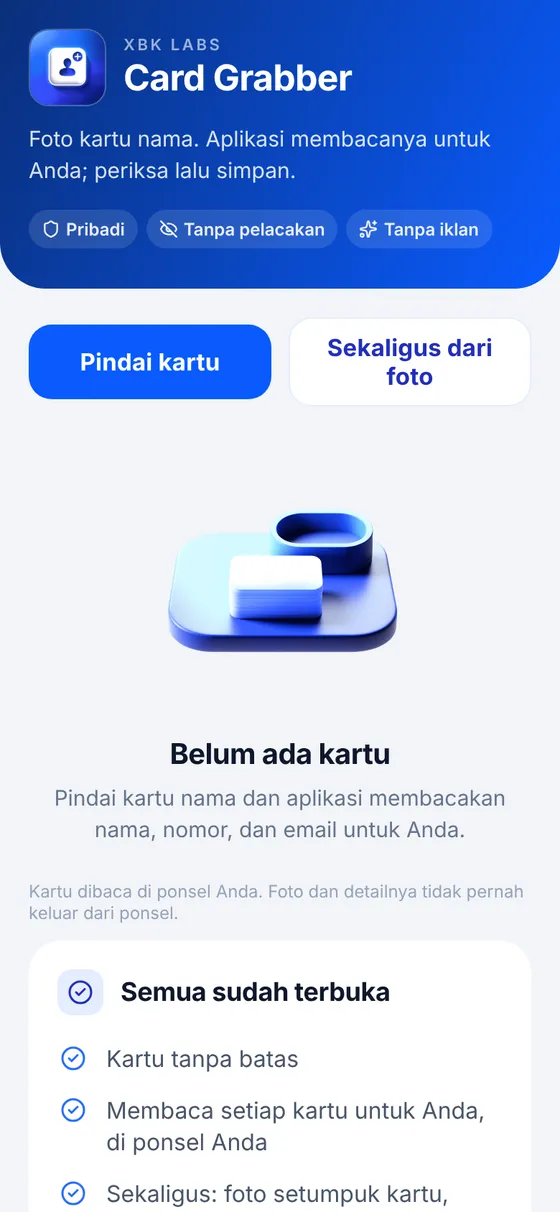 XBK LABS
Card Grabber
Foto kartu nama. Aplikasi membacanya untuk
Anda; periksa lalu simpan.
Pribadi
Tanpa pelacakan
Tanpa iklan
Pindai kartu
Sekaligus dari
foto
Belum ada kartu
Pindai kartu nama dan aplikasi membacakan
nama, nomor, dan email untuk Anda.
Kartu dibaca di ponsel Anda. Foto dan detailnya tidak pernah
keluar dari ponsel.
Semua sudah terbuka
Kartu tanpa batas
Membaca setiap kartu untuk Anda,
di ponsel Anda
Sekaligus: foto setumpuk kartu,